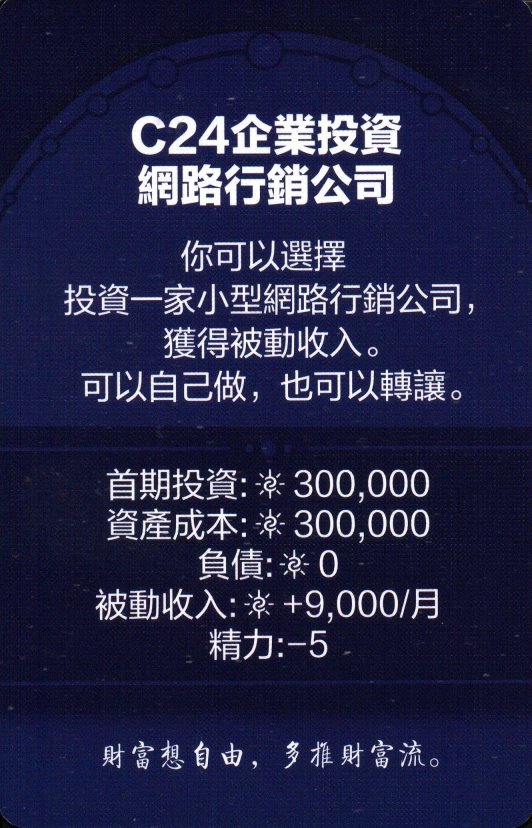 C24企業投資
網路行銷公司
你可以選擇
投資一家小型網路行銷公司，
獲得被動收入。
可以自己做，也可以轉讓。
首期投資: 300,000
資產成本: 300,000
負債: 0
被動收入: +9,000/月
精力:−5
財富想自由，多推財富流。